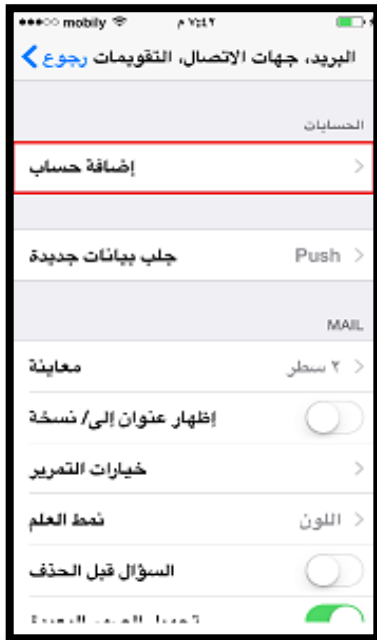 mobily ٧:٤٢ م
البريد، جهات الاتصال، التقويمات رجوع
الحسابات
إضافة حساب
جلب بيانات جديدة Push
MAIL
معاينة ٢ سطر
إظهار عنوان إلى/نسخة
خيارات التمرير
نمط العلم اللون
السؤال قبل الحذف